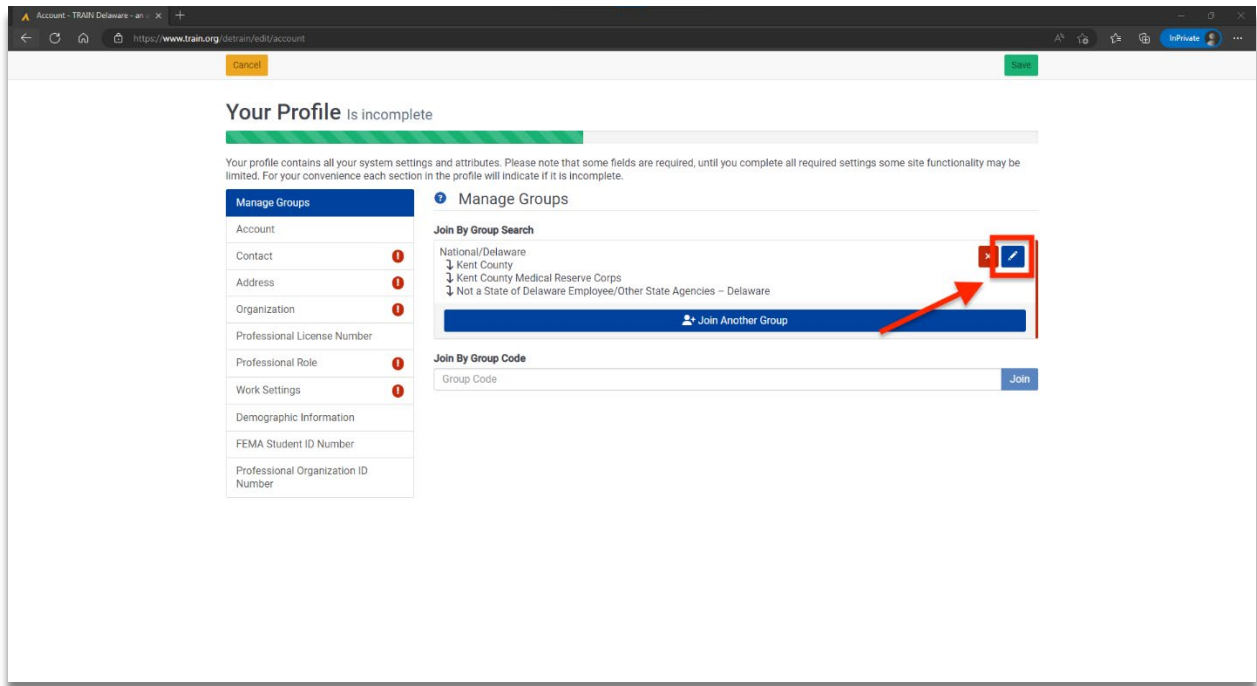 Account - TRAIN Delaware - an
https://www.train.org/detrain/edit/account
InPrivate
Cancel
Save
Your Profile Is incomplete
Your profile contains all your system settings and attributes. Please note that some fields are required, until you complete all required settings some site functionality may be
limited. For your convenience each section in the profile will indicate if it is incomplete.
Manage Groups
Account
Contact
Address
Organization
Professional License Number
Professional Role
Work Settings
Demographic Information
FEMA Student ID Number
Professional Organization ID
Number
Manage Groups
Join By Group Search
National/Delaware
Kent County
Kent County Medical Reserve Corps
Not a State of Delaware Employee/Other State Agencies – Delaware
Join Another Group
Join By Group Code
Group Code
Join